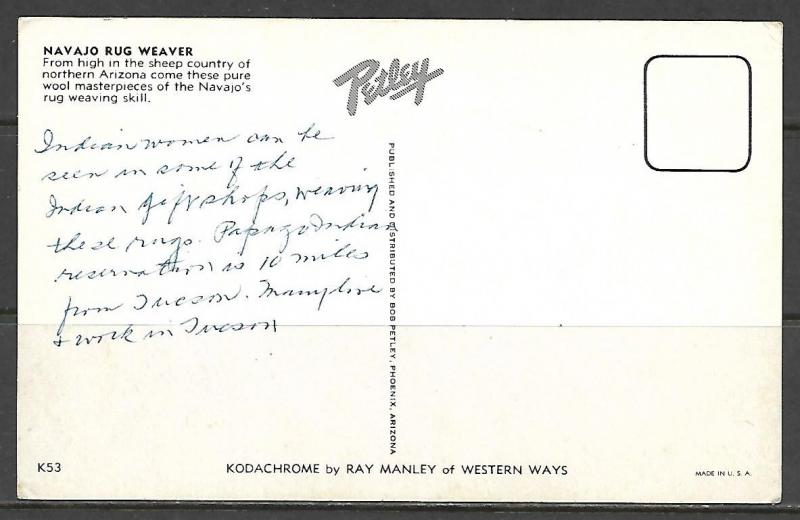 NAVAJO RUG WEAVER
From high in the sheep country of
northern Arizona come these pure
wool masterpieces of the Navajo's
rug weaving skill.
Petley
Indian women can be
seen in some of the
Indian gift shops, weaving
these rugs. Papago Indian
reservation is 10 miles
from Tucson. Many live
& work in Tucson
PUBLISHED AND DISTRIBUTED BY BOB PETLEY, PHOENIX, ARIZONA
K53
KODACHROME by RAY MANLEY of WESTERN WAYS
MADE IN U. S. A.